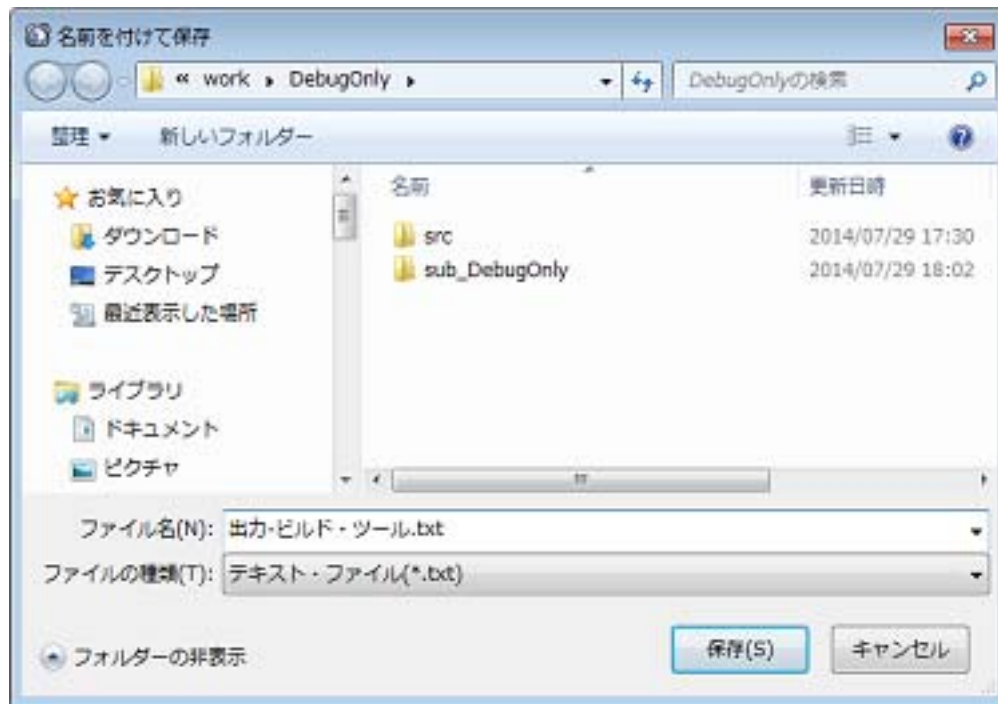 名前を付けて保存
« work ▸ DebugOnly ▸
DebugOnlyの検索
整理 ▼ 新しいフォルダー
お気に入り
ダウンロード
デスクトップ
最近表示した場所
ライブラリ
ドキュメント
ピクチャ
名前 更新日時
src 2014/07/29 17:30
sub_DebugOnly 2014/07/29 18:02
ファイル名(N): 出力-ビルド・ツール.txt
ファイルの種類(T): テキスト・ファイル(*.txt)
フォルダーの非表示
保存(S) キャンセル